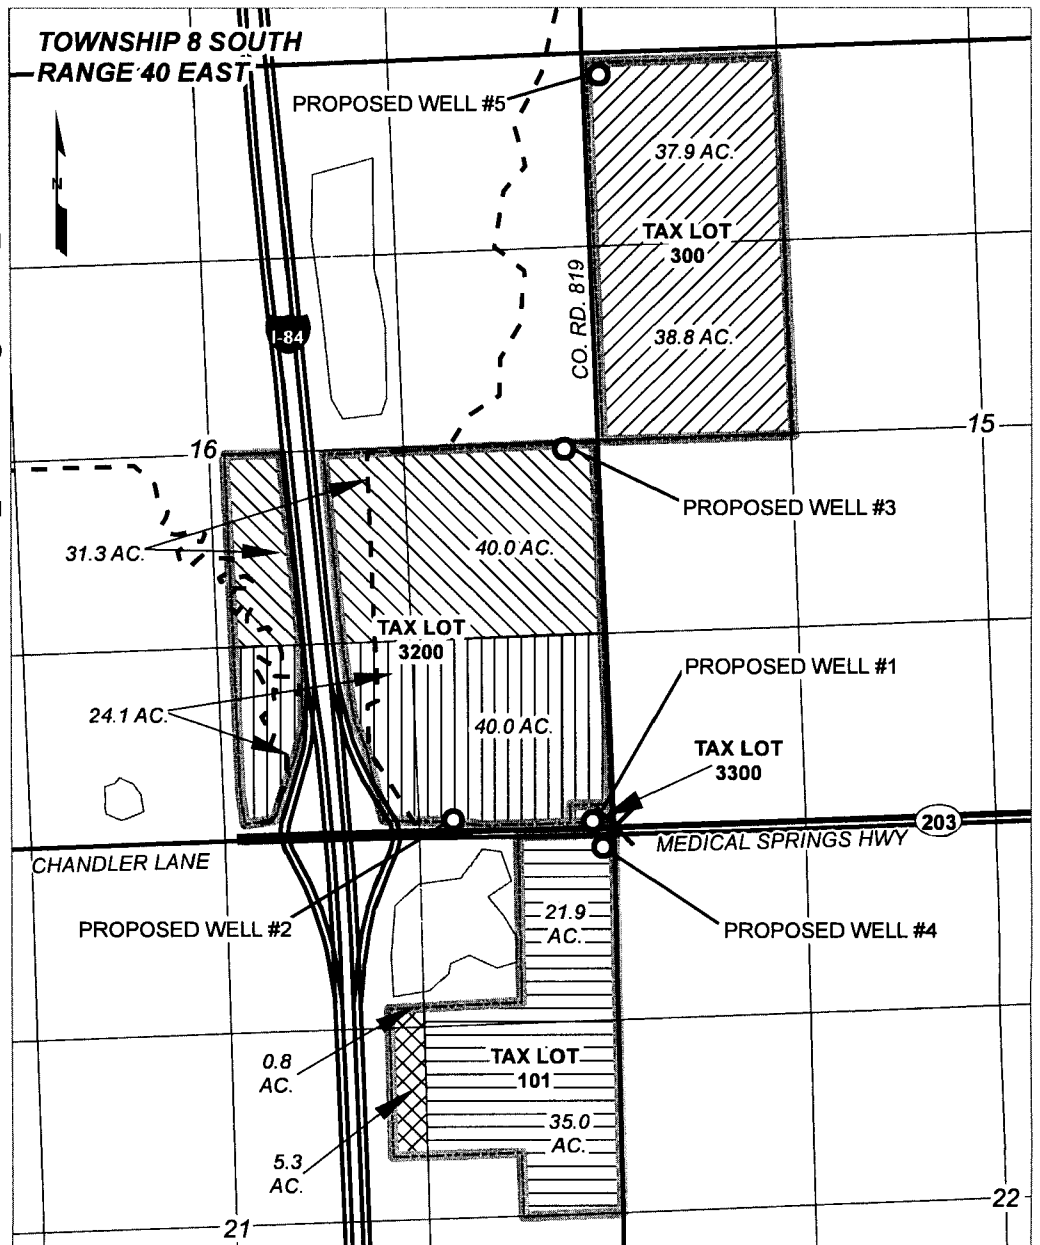 TOWNSHIP 8 SOUTH
RANGE 40 EAST
PROPOSED WELL #5
37.9 AC.
N
TAX LOT
300
CO. RD. 819
I-84
38.8 AC.
16
15
PROPOSED WELL #3
31.3 AC.
40.0 AC.
TAX LOT
3200
PROPOSED WELL #1
24.1 AC.
40.0 AC.
TAX LOT
3300
203
MEDICAL SPRINGS HWY
CHANDLER LANE
21.9
AC.
PROPOSED WELL #2
PROPOSED WELL #4
0.8
AC.
TAX LOT
101
35.0
AC.
5.3
AC.
22
21